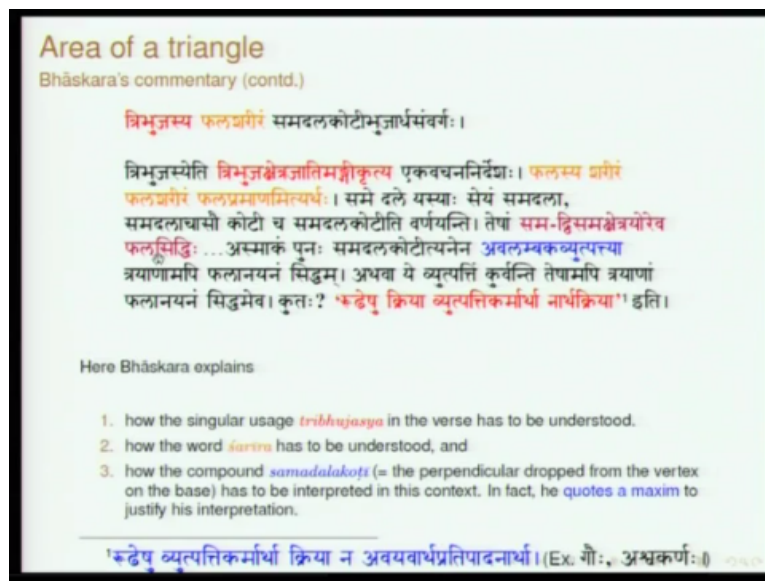 Area of a triangle
Bhāskara's commentary (contd.)
त्रिभुजस्य फलशरीरं समदलकोटीभुजार्धसंवर्गः।
त्रिभुजस्येति त्रिभुजक्षेत्रजातिमङ्गीकृत्य एकवचननिर्देशः। फलस्य शरीरं
फलशरीरं फलप्रमाणमित्यर्थः। समे दले यस्याः सेयं समदला,
समदलाचासौ कोटी च समदलकोटीति वर्णयन्ति। तेषां सम-द्विसमक्षेत्रयोरेव
फलसिद्धिः ...अस्माकं पुनः समदलकोटीत्यनेन अवलम्बकव्युत्पत्त्या
त्रयाणामपि फलानयनं सिद्धम्। अथवा ये व्युत्पत्तिं कुर्वन्ति तेषामपि त्रयाणां
फलानयनं सिद्धमेव। कुतः? 'रूढेषु क्रिया व्युत्पत्तिकर्मार्था नार्थक्रिया'¹ इति।
Here Bhāskara explains
1. how the singular usage tribhujasya in the verse has to be understood.
2. how the word śarīra has to be understood, and
3. how the compound samadalakoṭī (= the perpendicular dropped from the vertex
on the base) has to be interpreted in this context. In fact, he quotes a maxim to
justify his interpretation.
¹रूढेषु व्युत्पत्तिकर्मार्था क्रिया न अवयवार्थप्रतिपादनार्था। (Ex. गौः, अश्वकर्णः।)